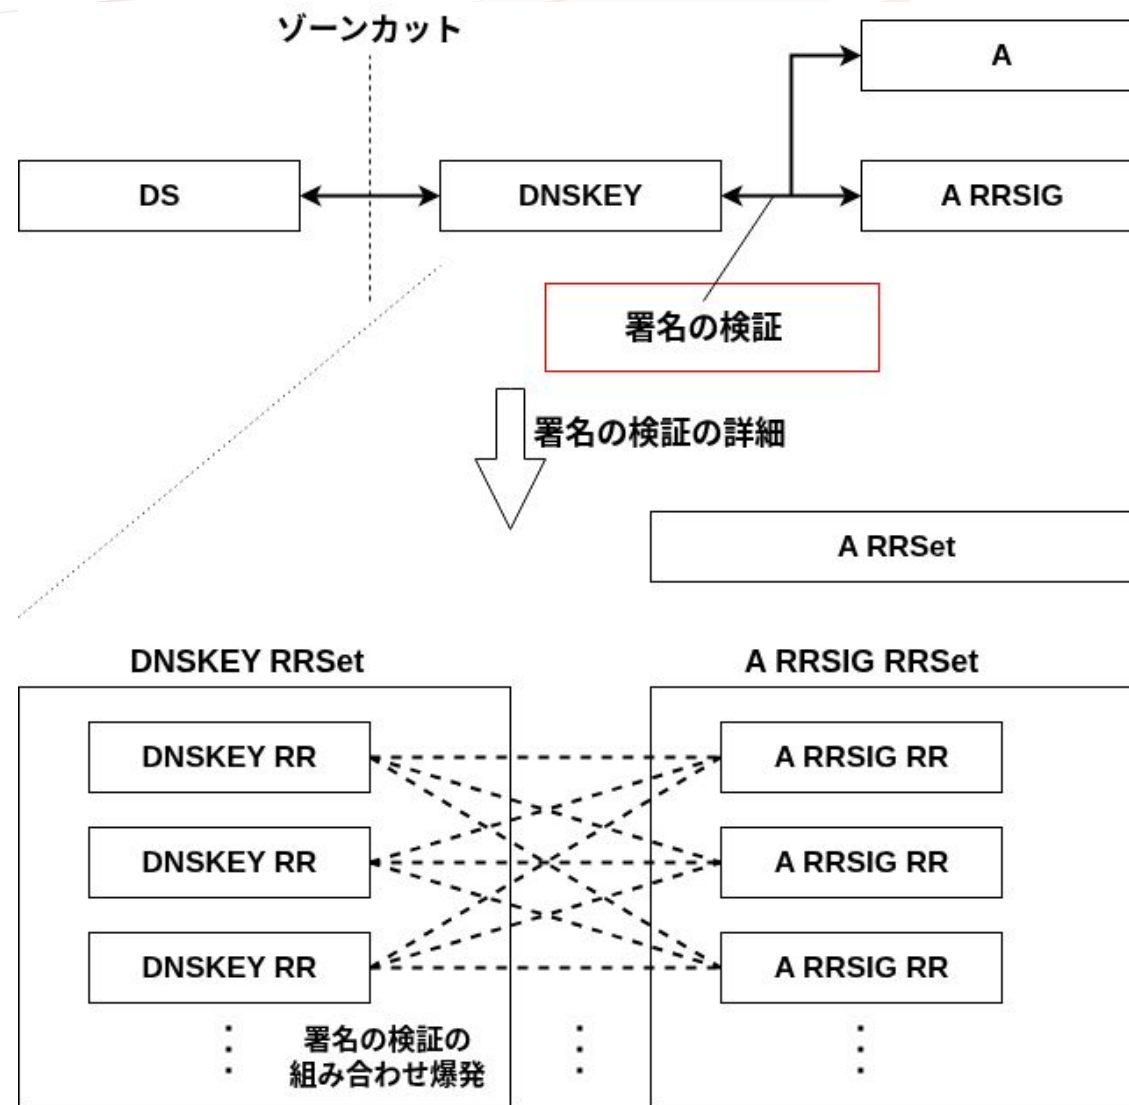 ゾーンカット
A
DS
DNSKEY
A RRSIG
署名の検証
署名の検証の詳細
A RRSet
DNSKEY RRSet
A RRSIG RRSet
DNSKEY RR
A RRSIG RR
DNSKEY RR
A RRSIG RR
DNSKEY RR
A RRSIG RR
署名の検証の
組み合わせ爆発